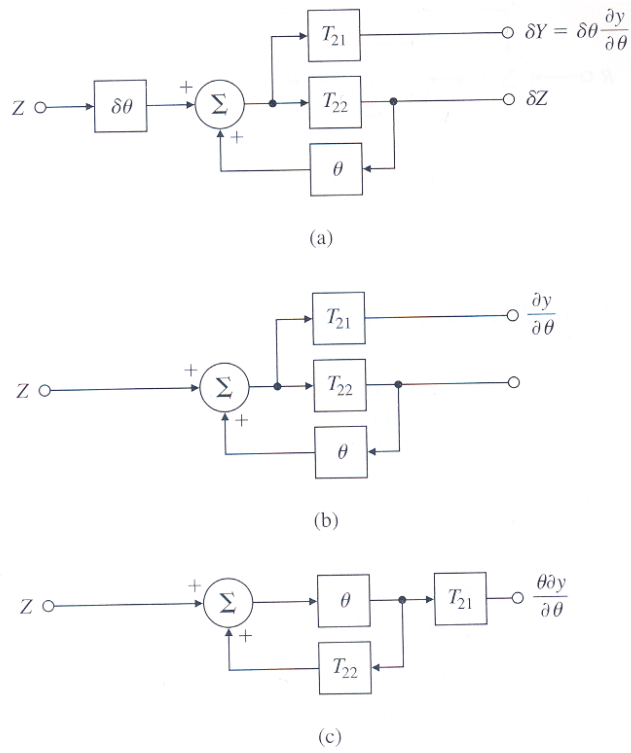 T21
δY = δθ ∂y/∂θ
Z
δθ
+
Σ
T22
δZ
+
θ
(a)
T21
∂y/∂θ
Z
+
Σ
T22
+
θ
(b)
Z
+
Σ
θ
T21
θ∂y/∂θ
+
T22
(c)